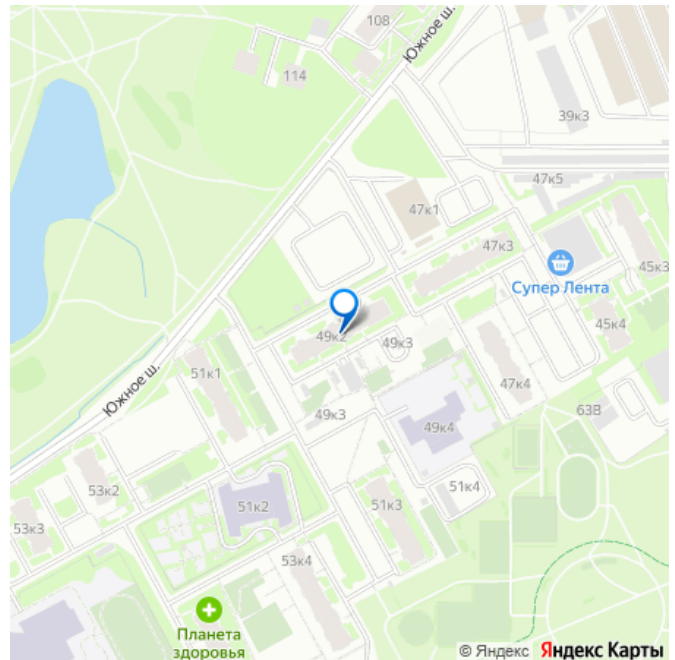 108
Южное ш.
114
39к3
47к5
47к1
47к3
45к3
Супер Лента
49к2
49к3
45к4
51к1
Южное ш.
47к4
49к3
63В
49к4
53к2
51к4
51к2
51к3
53к3
53к4
Планета
здоровья
© Яндекс Яндекс Карты